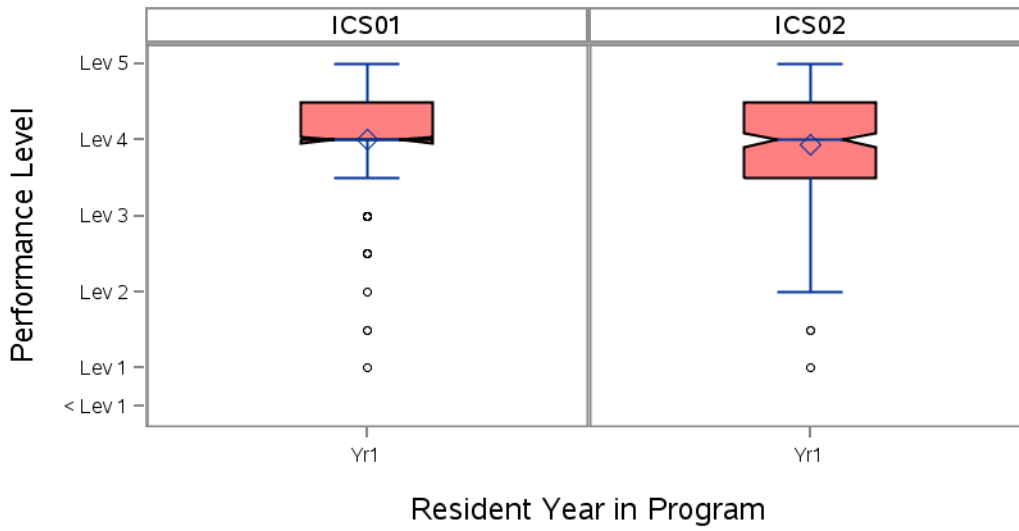 ICS01
ICS02
Performance Level
Lev 5
Lev 4
Lev 3
Lev 2
Lev 1
< Lev 1
Yr1
Yr1
Resident Year in Program